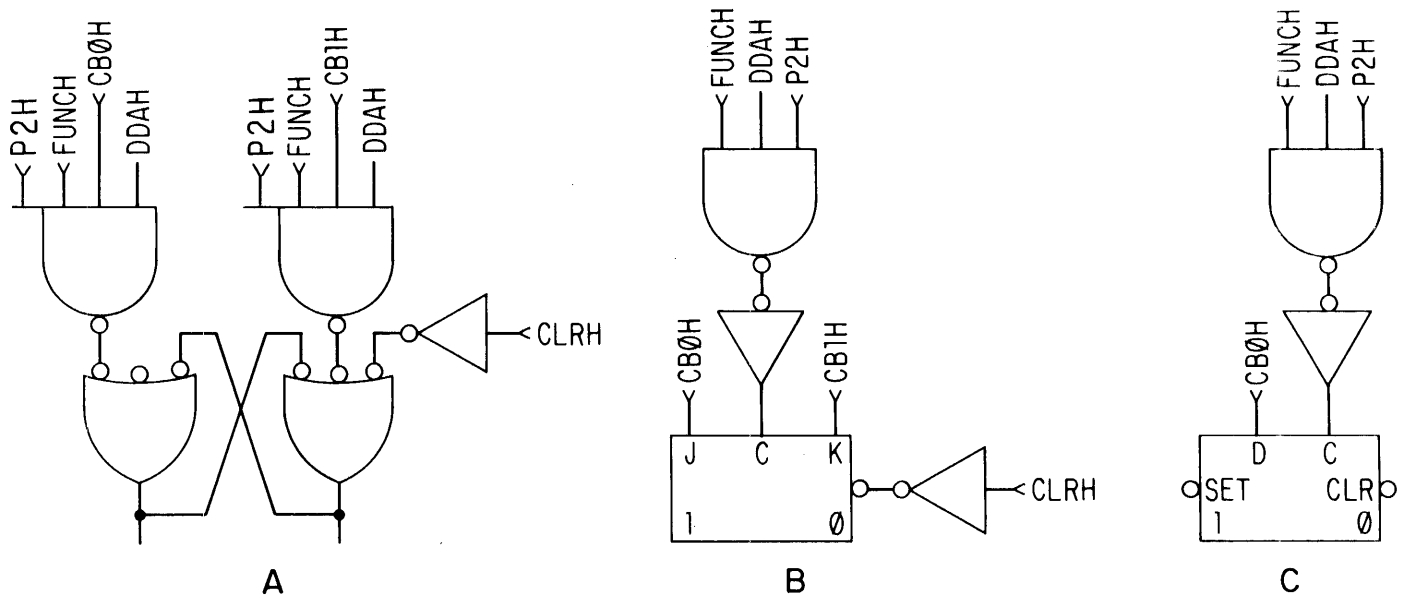 P2H
FUNCH
CBØH
DDAH
P2H
FUNCH
CB1H
DDAH
CLRH
A
FUNCH
DDAH
P2H
CBØH
CB1H
J C K
1 Ø
CLRH
B
FUNCH
DDAH
P2H
CBØH
D C
SET CLR
1 Ø
C